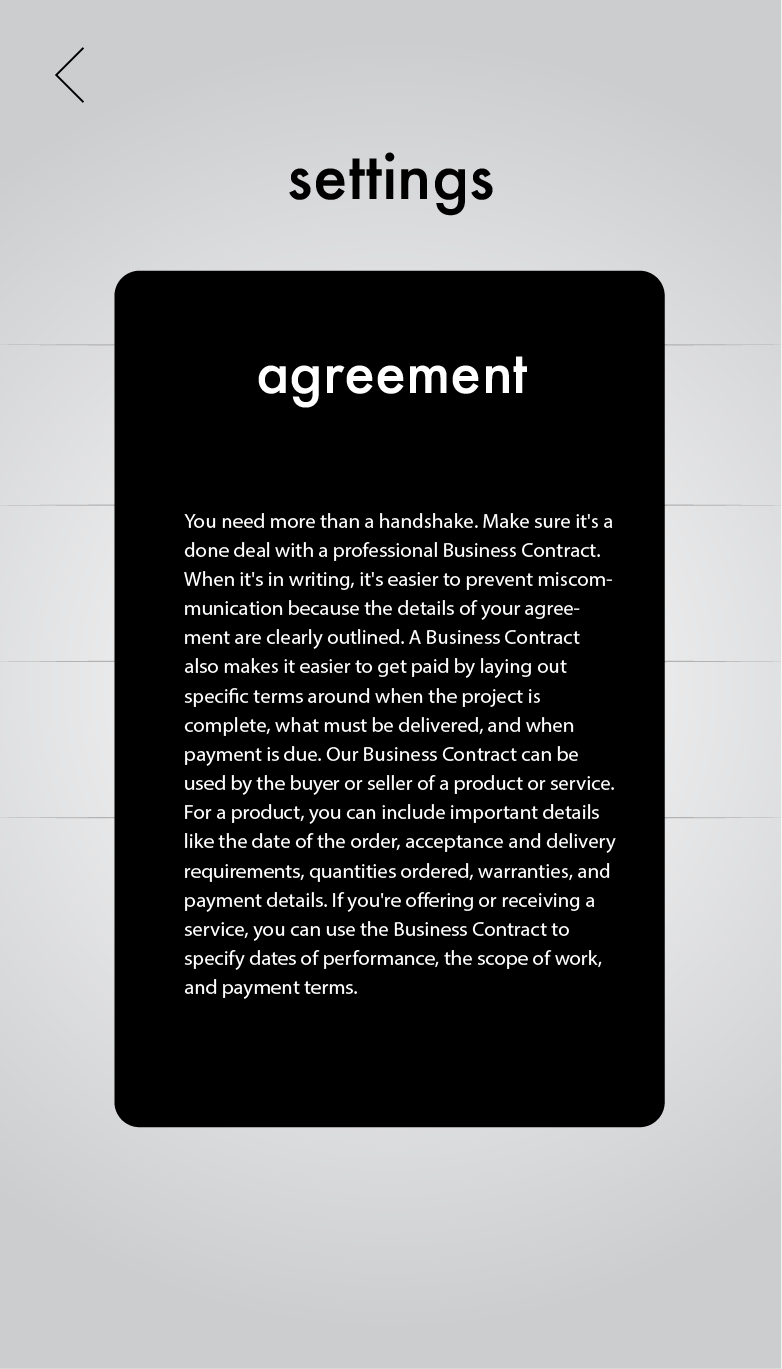 settings
agreement
You need more than a handshake. Make sure it's a
done deal with a professional Business Contract.
When it's in writing, it's easier to prevent miscom-
munication because the details of your agree-
ment are clearly outlined. A Business Contract
also makes it easier to get paid by laying out
specific terms around when the project is
complete, what must be delivered, and when
payment is due. Our Business Contract can be
used by the buyer or seller of a product or service.
For a product, you can include important details
like the date of the order, acceptance and delivery
requirements, quantities ordered, warranties, and
payment details. If you're offering or receiving a
service, you can use the Business Contract to
specify dates of performance, the scope of work,
and payment terms.